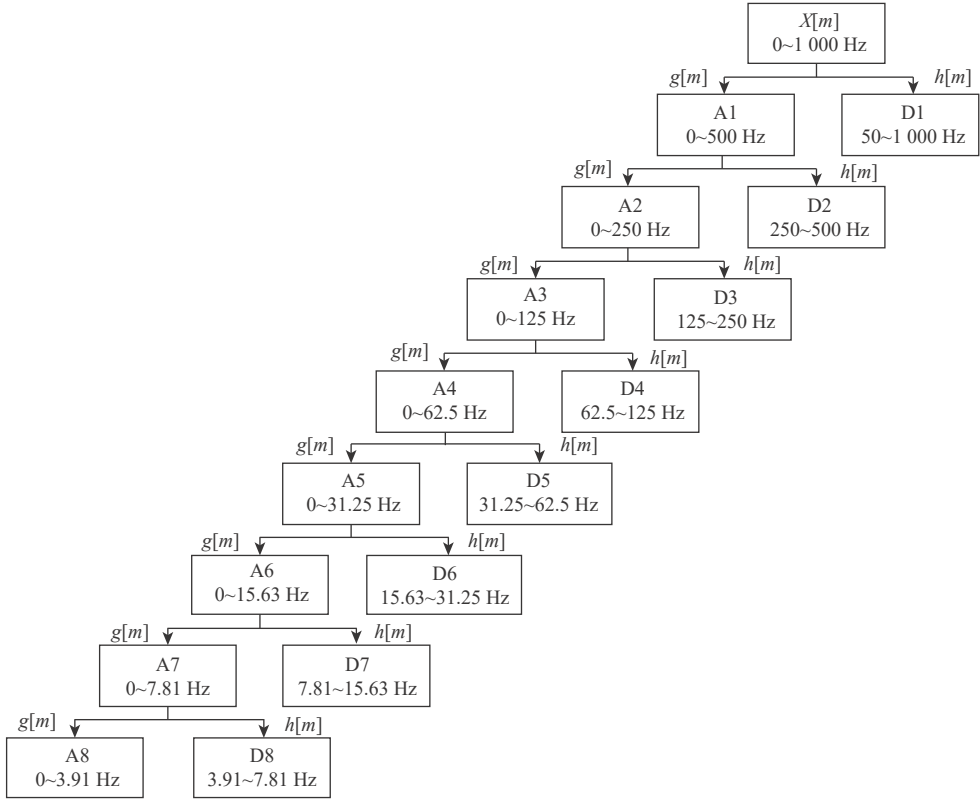 X[m]
0~1 000 Hz
g[m]
h[m]
A1
0~500 Hz
D1
50~1 000 Hz
g[m]
h[m]
A2
0~250 Hz
D2
250~500 Hz
g[m]
h[m]
A3
0~125 Hz
D3
125~250 Hz
g[m]
h[m]
A4
0~62.5 Hz
D4
62.5~125 Hz
g[m]
h[m]
A5
0~31.25 Hz
D5
31.25~62.5 Hz
g[m]
h[m]
A6
0~15.63 Hz
D6
15.63~31.25 Hz
g[m]
h[m]
A7
0~7.81 Hz
D7
7.81~15.63 Hz
g[m]
h[m]
A8
0~3.91 Hz
D8
3.91~7.81 Hz